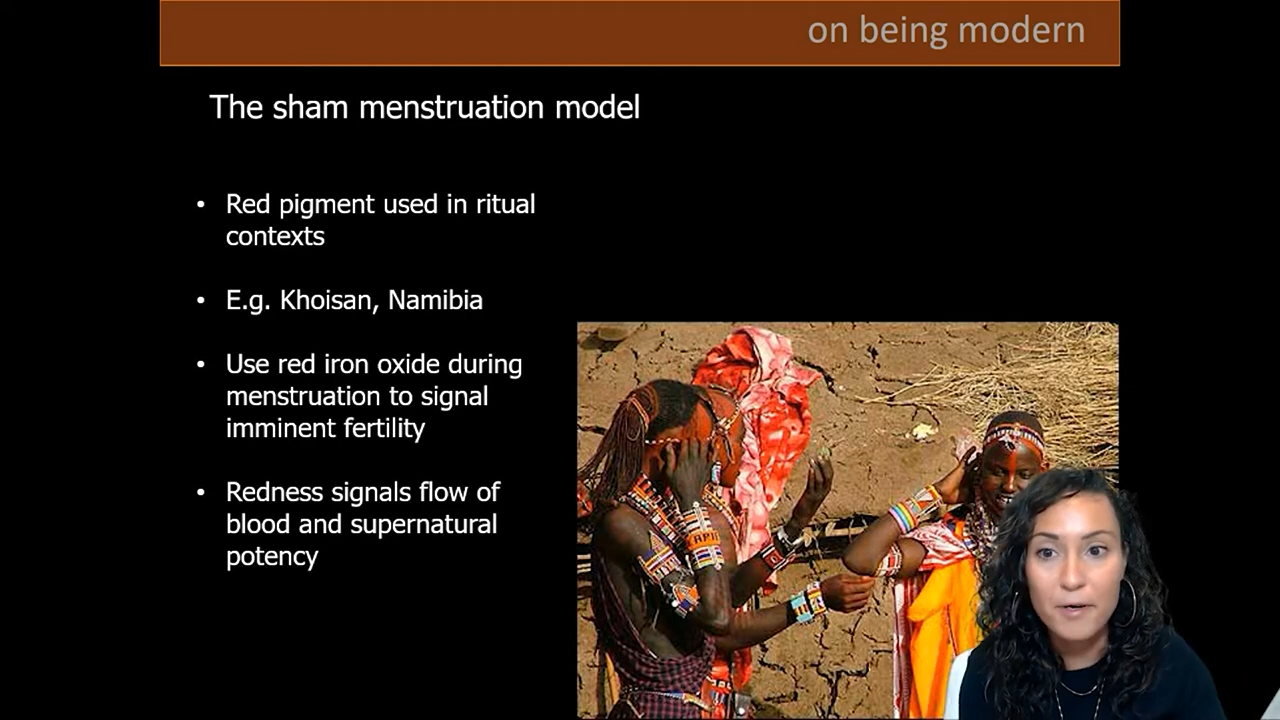 on being modern
The sham menstruation model
• Red pigment used in ritual
contexts
• E.g. Khoisan, Namibia
• Use red iron oxide during
menstruation to signal
imminent fertility
• Redness signals flow of
blood and supernatural
potency